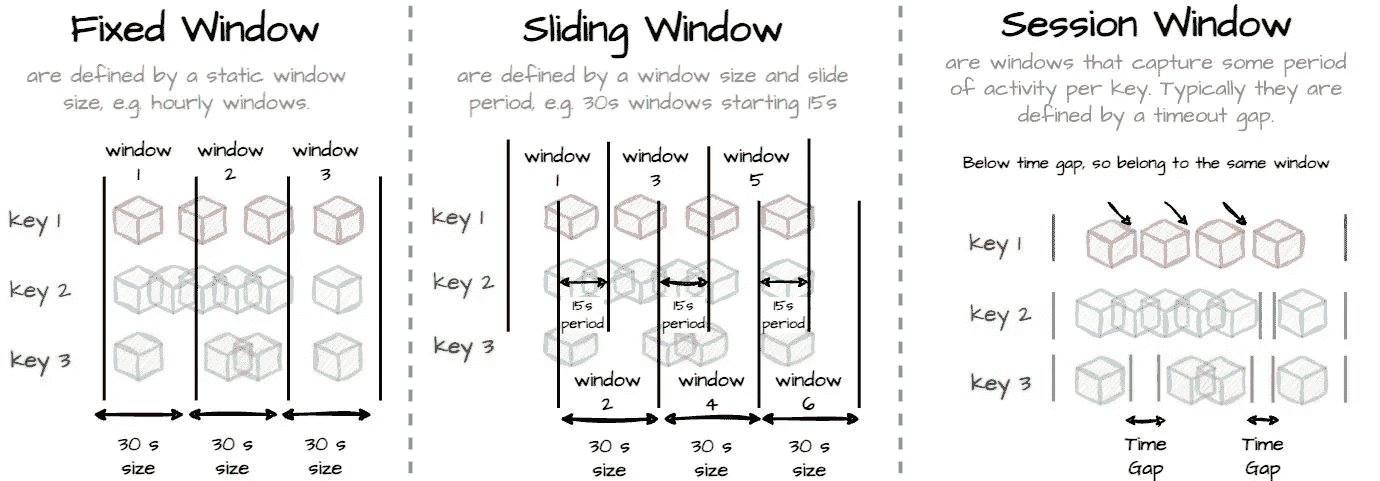 Fixed Window
are defined by a static window
size, e.g. hourly windows.
window window window
1 2 3
key 1
key 2
key 3
30 s 30 s 30 s
size size size
Sliding Window
are defined by a window size and slide
period, e.g. 30s windows starting 15s
window window window
1 3 5
key 1
key 2
15s 15s 15s
period period period
key 3
window window window
2 4 6
30 s 30 s 30 s
size size size
Session Window
are windows that capture some period
of activity per key. Typically they are
defined by a timeout gap.
Below time gap, so belong to the same window
key 1
key 2
key 3
Time Time
Gap Gap